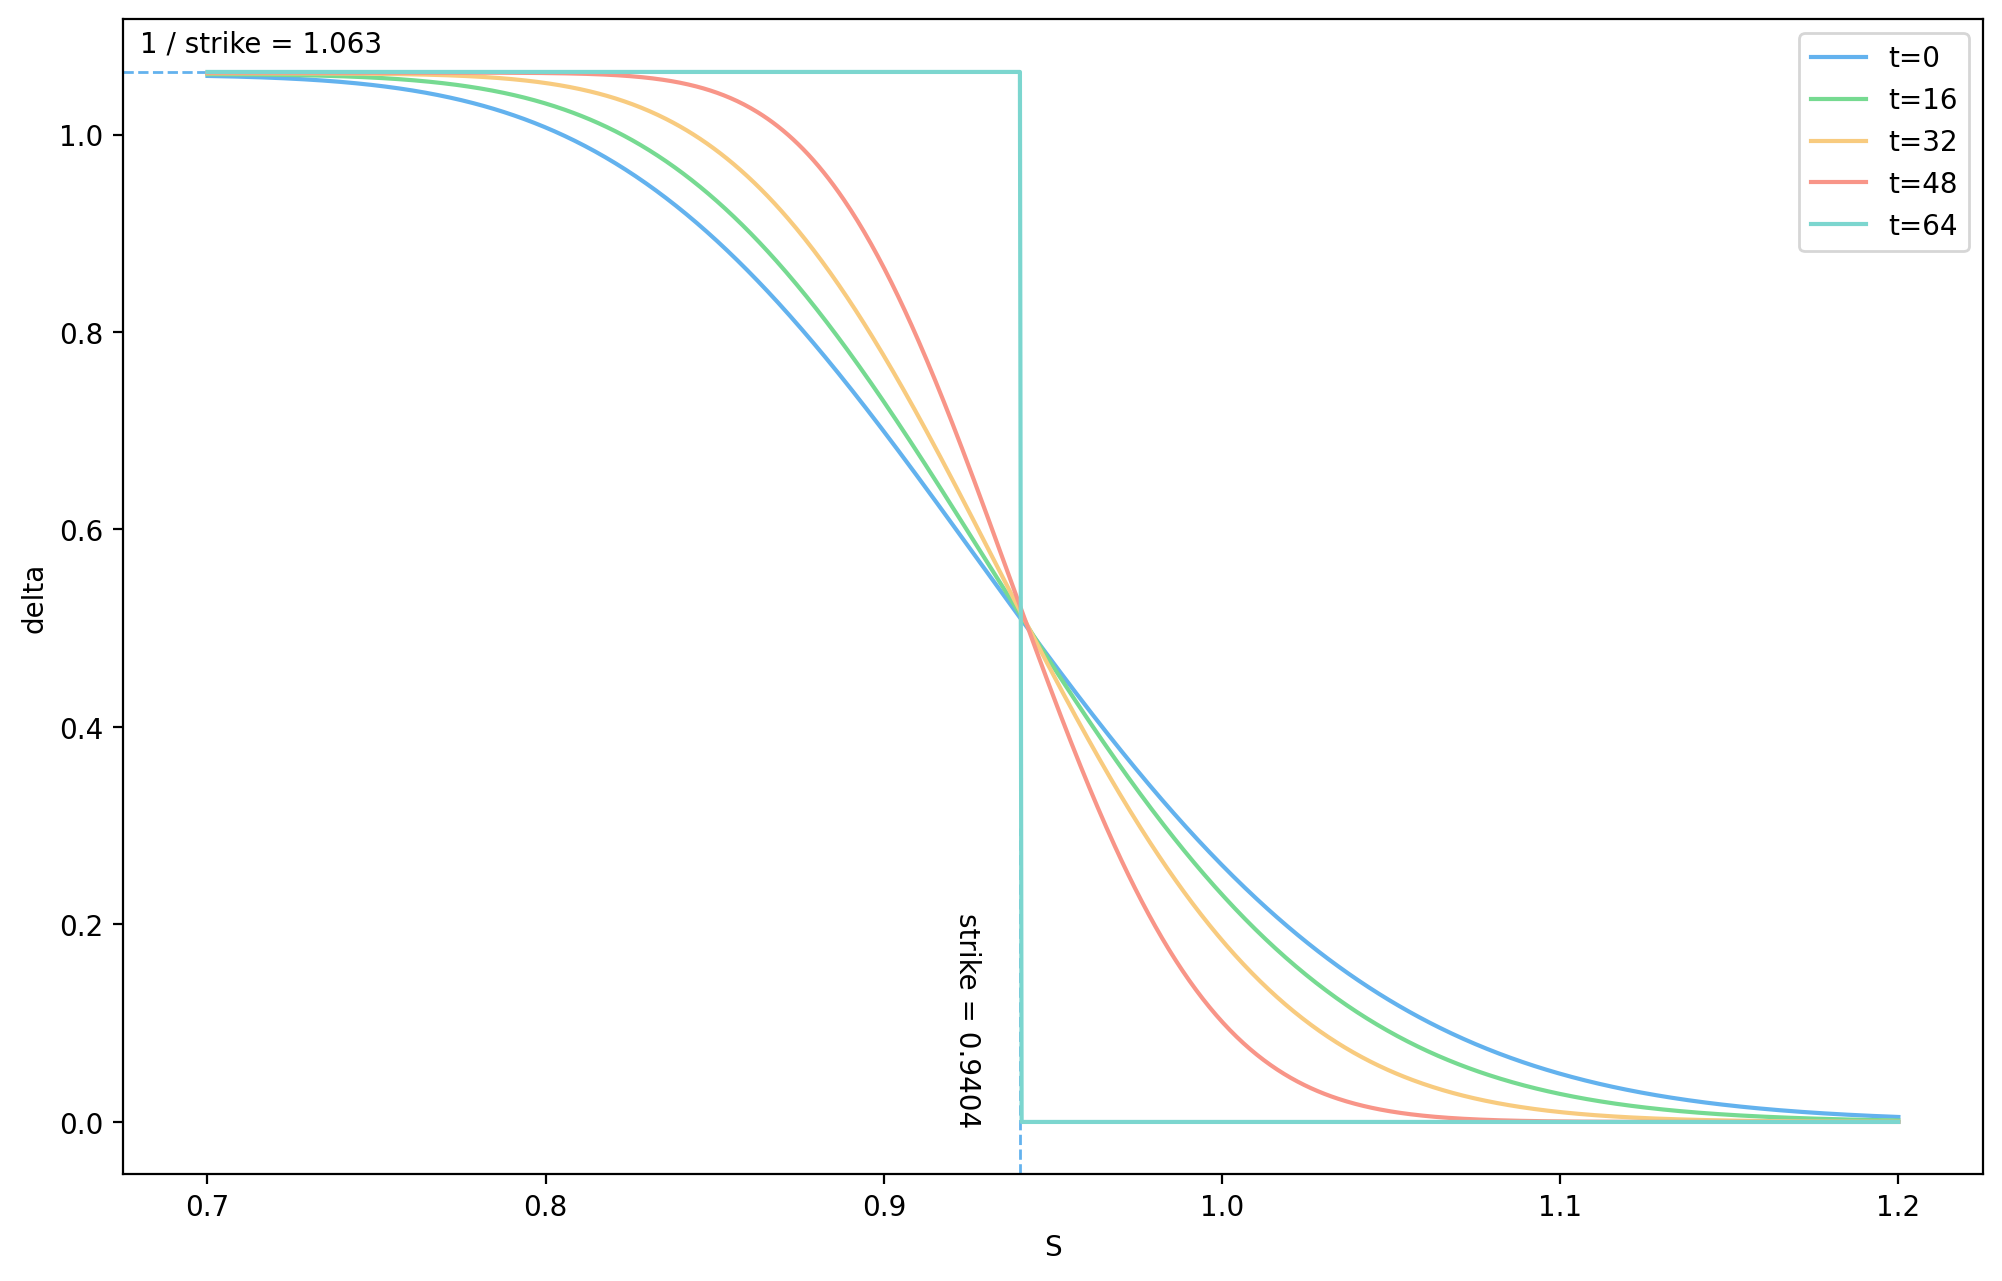 1 / strike = 1.063
t=0
t=16
t=32
t=48
t=64
1.0
0.8
0.6
0.4
0.2
0.0
delta
strike = 0.9404
0.7
0.8
0.9
1.0
1.1
1.2
S